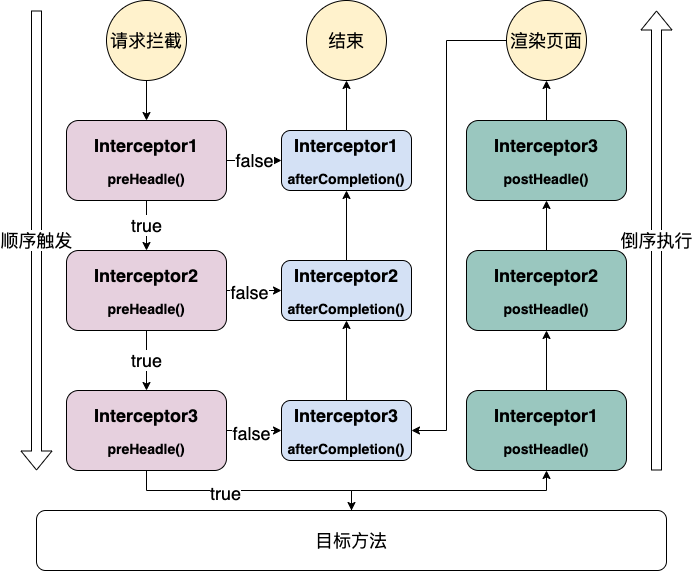 请求拦截
结束
渲染页面
Interceptor1
preHeadle()
false
Interceptor1
afterCompletion()
Interceptor3
postHeadle()
true
顺序触发
倒序执行
Interceptor2
preHeadle()
false
Interceptor2
afterCompletion()
Interceptor2
postHeadle()
true
Interceptor3
preHeadle()
false
Interceptor3
afterCompletion()
Interceptor1
postHeadle()
true
目标方法